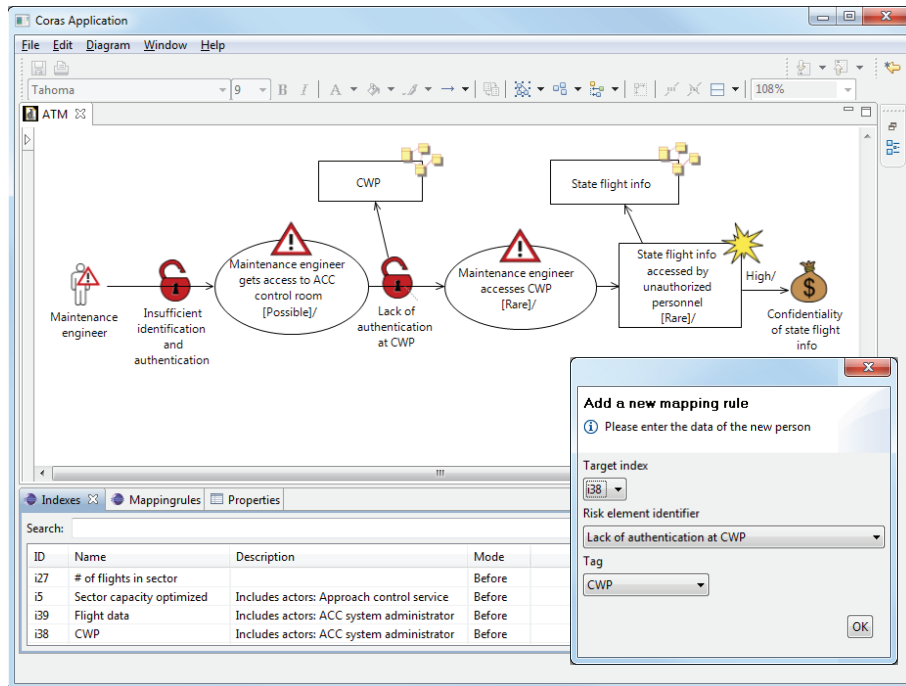 Coras Application
File Edit Diagram Window Help
Tahoma 9 B I A 108%
ATM
CWP
State flight info
Maintenance engineer
gets access to ACC
control room
[Possible]/
Maintenance engineer
accesses CWP
[Rare]/
State flight info
accessed by
unauthorized
personnel
[Rare]/
High/
Maintenance
engineer
Insufficient
identification
and
authentication
Lack of
authentication
at CWP
Confidentiality
of state flight
info
Add a new mapping rule
Please enter the data of the new person
Target index
i38
Risk element identifier
Lack of authentication at CWP
Tag
CWP
OK
Indexes Mappingrules Properties
Search:
ID Name Description Mode
i27 # of flights in sector Before
i5 Sector capacity optimized Includes actors: Approach control service Before
i39 Flight data Includes actors: ACC system administrator Before
i38 CWP Includes actors: ACC system administrator Before